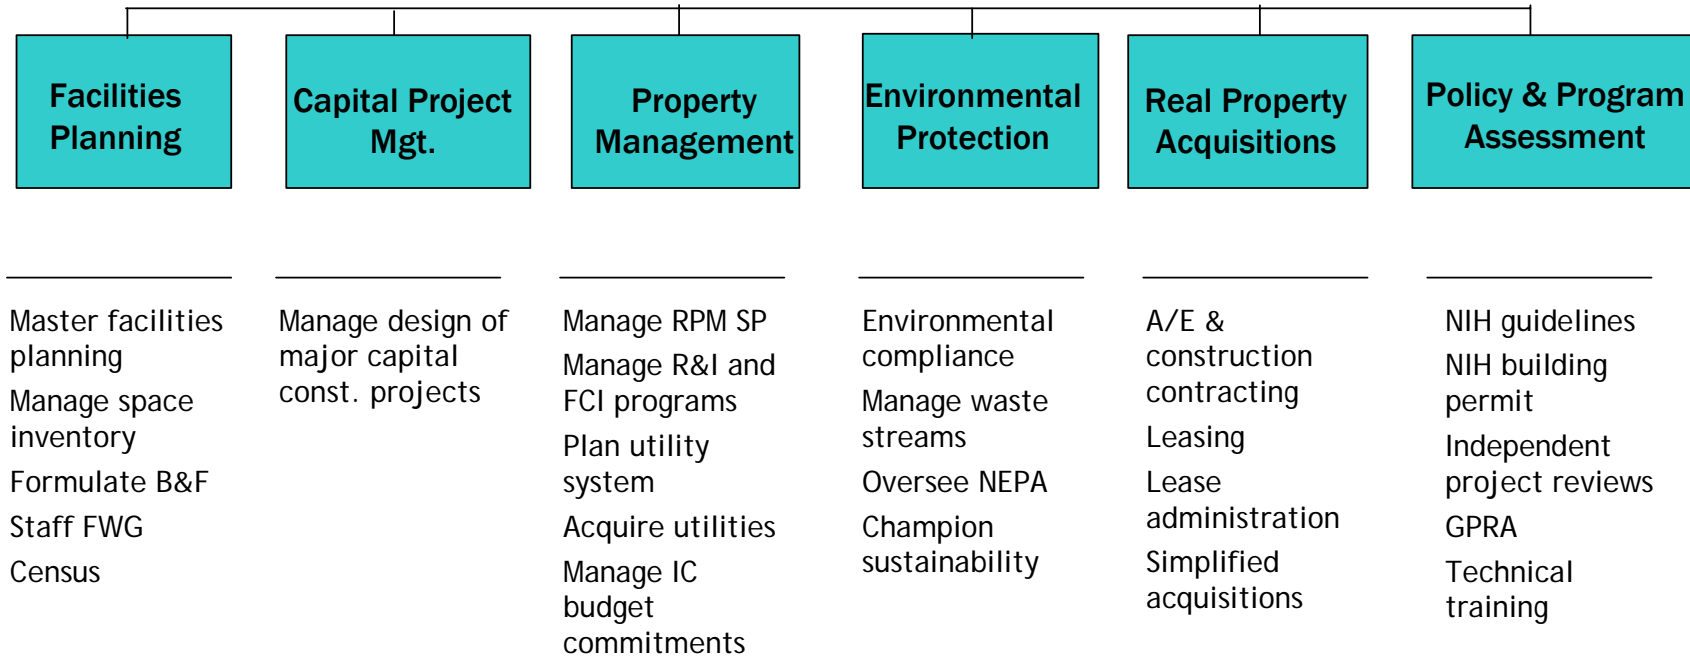 Facilities
Planning
Capital Project
Mgt.
Property
Management
Environmental
Protection
Real Property
Acquisitions
Policy & Program
Assessment
Master facilities
planning
Manage space
inventory
Formulate B&F
Staff FWG
Census
Manage design of
major capital
const. projects
Manage RPM SP
Manage R&I and
FCI programs
Plan utility
system
Acquire utilities
Manage IC
budget
commitments
Environmental
compliance
Manage waste
streams
Oversee NEPA
Champion
sustainability
A/E &
construction
contracting
Leasing
Lease
administration
Simplified
acquisitions
NIH guidelines
NIH building
permit
Independent
project reviews
GPRA
Technical
training